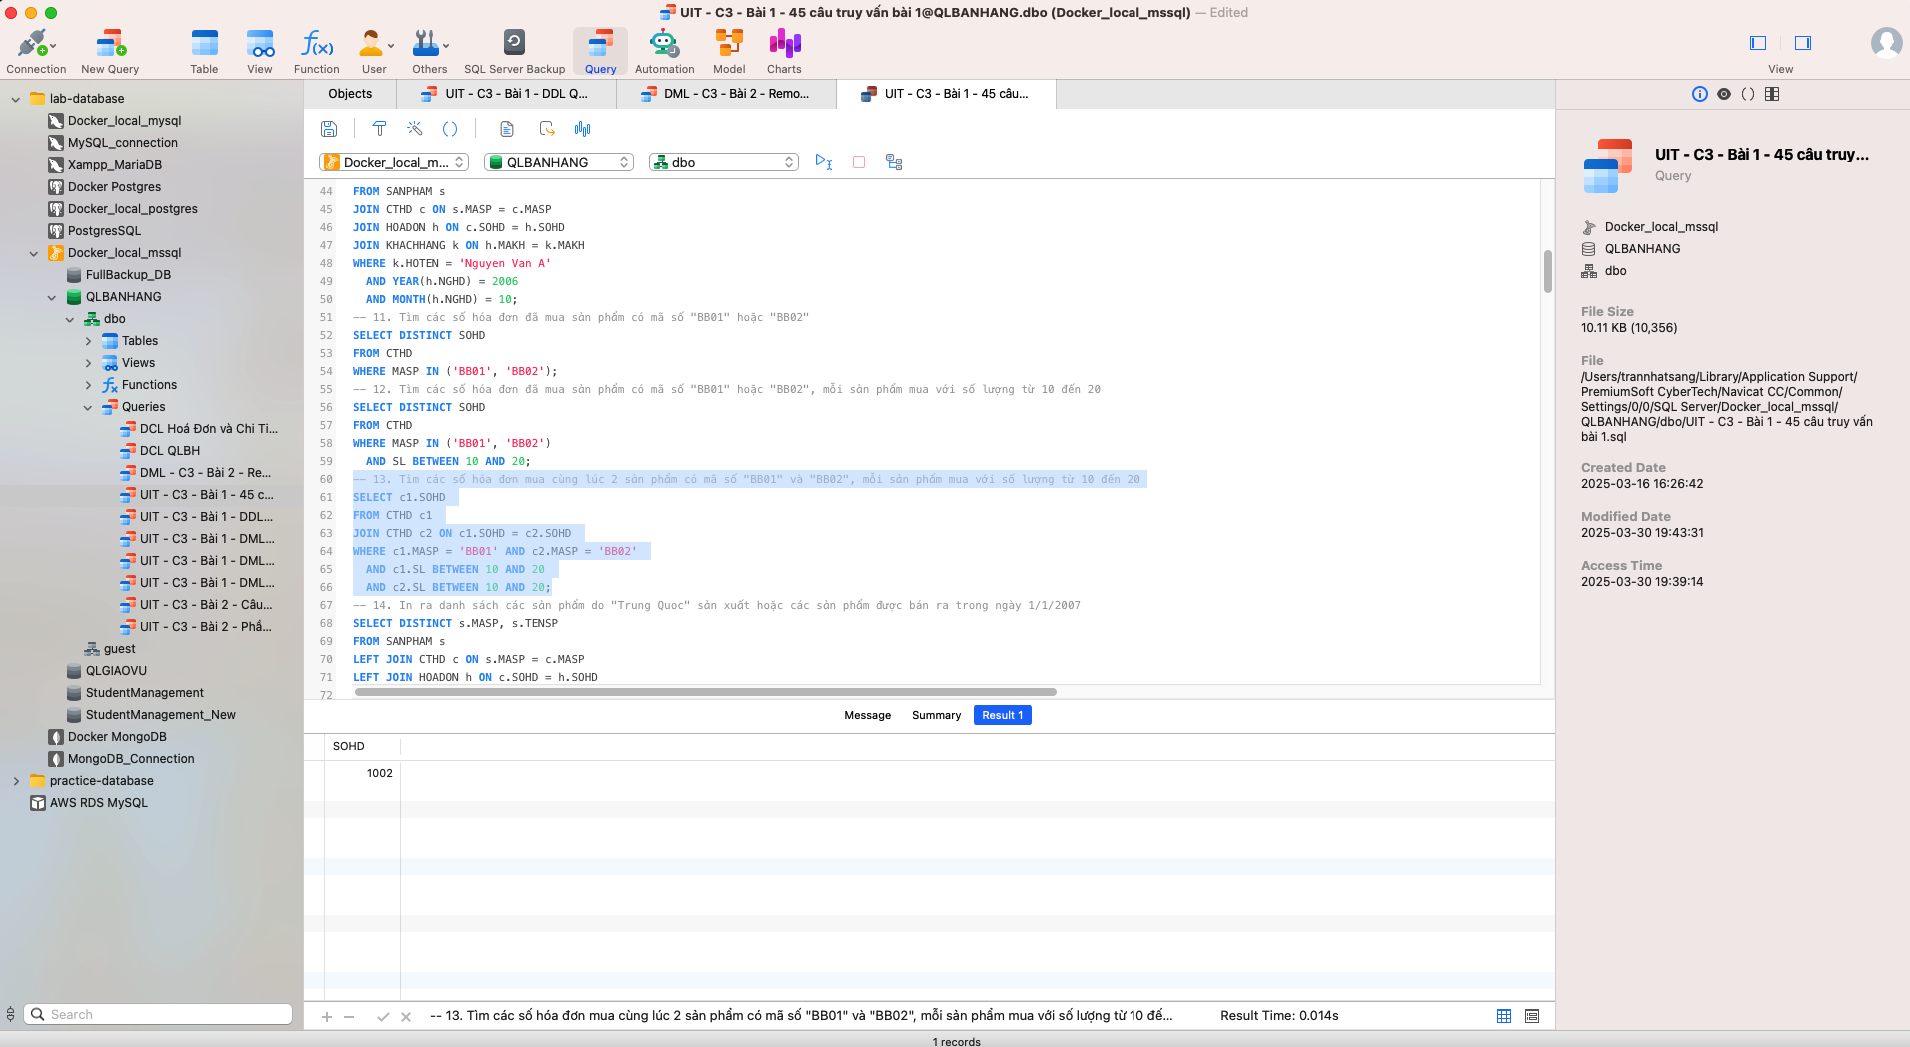 UIT - C3 - Bài 1 - 45 câu truy vấn bài 1@QLBANHANG.dbo (Docker_local_mssql) — Edited
Connection
New Query
Table
View
Function
User
Others
SQL Server Backup
Query
Automation
Model
Charts
View
lab-database
Docker_local_mysql
MySQL_connection
Xampp_MariaDB
Docker Postgres
Docker_local_postgres
PostgresSQL
Docker_local_mssql
FullBackup_DB
QLBANHANG
dbo
Tables
Views
Functions
Queries
DCL Hoá Đơn và Chi Ti...
DCL QLBH
DML - C3 - Bài 2 - Re...
UIT - C3 - Bài 1 - 45 c...
UIT - C3 - Bài 1 - DDL...
UIT - C3 - Bài 1 - DML...
UIT - C3 - Bài 1 - DML...
UIT - C3 - Bài 1 - DML...
UIT - C3 - Bài 2 - Câu...
UIT - C3 - Bài 2 - Phầ...
guest
QLGIAOVU
StudentManagement
StudentManagement_New
Docker MongoDB
MongoDB_Connection
practice-database
AWS RDS MySQL
Search
Objects
UIT - C3 - Bài 1 - DDL Q...
DML - C3 - Bài 2 - Remo...
UIT - C3 - Bài 1 - 45 câu...
Docker_local_m...
QLBANHANG
dbo
44 FROM SANPHAM s
45 JOIN CTHD c ON s.MASP = c.MASP
46 JOIN HOADON h ON c.SOHD = h.SOHD
47 JOIN KHACHHANG k ON h.MAKH = k.MAKH
48 WHERE k.HOTEN = 'Nguyen Van A'
49 AND YEAR(h.NGHD) = 2006
50 AND MONTH(h.NGHD) = 10;
51 -- 11. Tìm các số hóa đơn đã mua sản phẩm có mã số "BB01" hoặc "BB02"
52 SELECT DISTINCT SOHD
53 FROM CTHD
54 WHERE MASP IN ('BB01', 'BB02');
55 -- 12. Tìm các số hóa đơn đã mua sản phẩm có mã số "BB01" hoặc "BB02", mỗi sản phẩm mua với số lượng từ 10 đến 20
56 SELECT DISTINCT SOHD
57 FROM CTHD
58 WHERE MASP IN ('BB01', 'BB02')
59 AND SL BETWEEN 10 AND 20;
60 -- 13. Tìm các số hóa đơn mua cùng lúc 2 sản phẩm có mã số "BB01" và "BB02", mỗi sản phẩm mua với số lượng từ 10 đến 20
61 SELECT c1.SOHD
62 FROM CTHD c1
63 JOIN CTHD c2 ON c1.SOHD = c2.SOHD
64 WHERE c1.MASP = 'BB01' AND c2.MASP = 'BB02'
65 AND c1.SL BETWEEN 10 AND 20
66 AND c2.SL BETWEEN 10 AND 20;
67 -- 14. In ra danh sách các sản phẩm do "Trung Quoc" sản xuất hoặc các sản phẩm được bán ra trong ngày 1/1/2007
68 SELECT DISTINCT s.MASP, s.TENSP
69 FROM SANPHAM s
70 LEFT JOIN CTHD c ON s.MASP = c.MASP
71 LEFT JOIN HOADON h ON c.SOHD = h.SOHD
72
Message
Summary
Result 1
SOHD
1002
-- 13. Tìm các số hóa đơn mua cùng lúc 2 sản phẩm có mã số "BB01" và "BB02", mỗi sản phẩm mua với số lượng từ 10 đế...
Result Time: 0.014s
1 records
UIT - C3 - Bài 1 - 45 câu truy...
Query
Docker_local_mssql
QLBANHANG
dbo
File Size
10.11 KB (10,356)
File
/Users/trannhatsang/Library/Application Support/
PremiumSoft CyberTech/Navicat CC/Common/
Settings/0/0/SQL Server/Docker_local_mssql/
QLBANHANG/dbo/UIT - C3 - Bài 1 - 45 câu truy vấn
bài 1.sql
Created Date
2025-03-16 16:26:42
Modified Date
2025-03-30 19:43:31
Access Time
2025-03-30 19:39:14